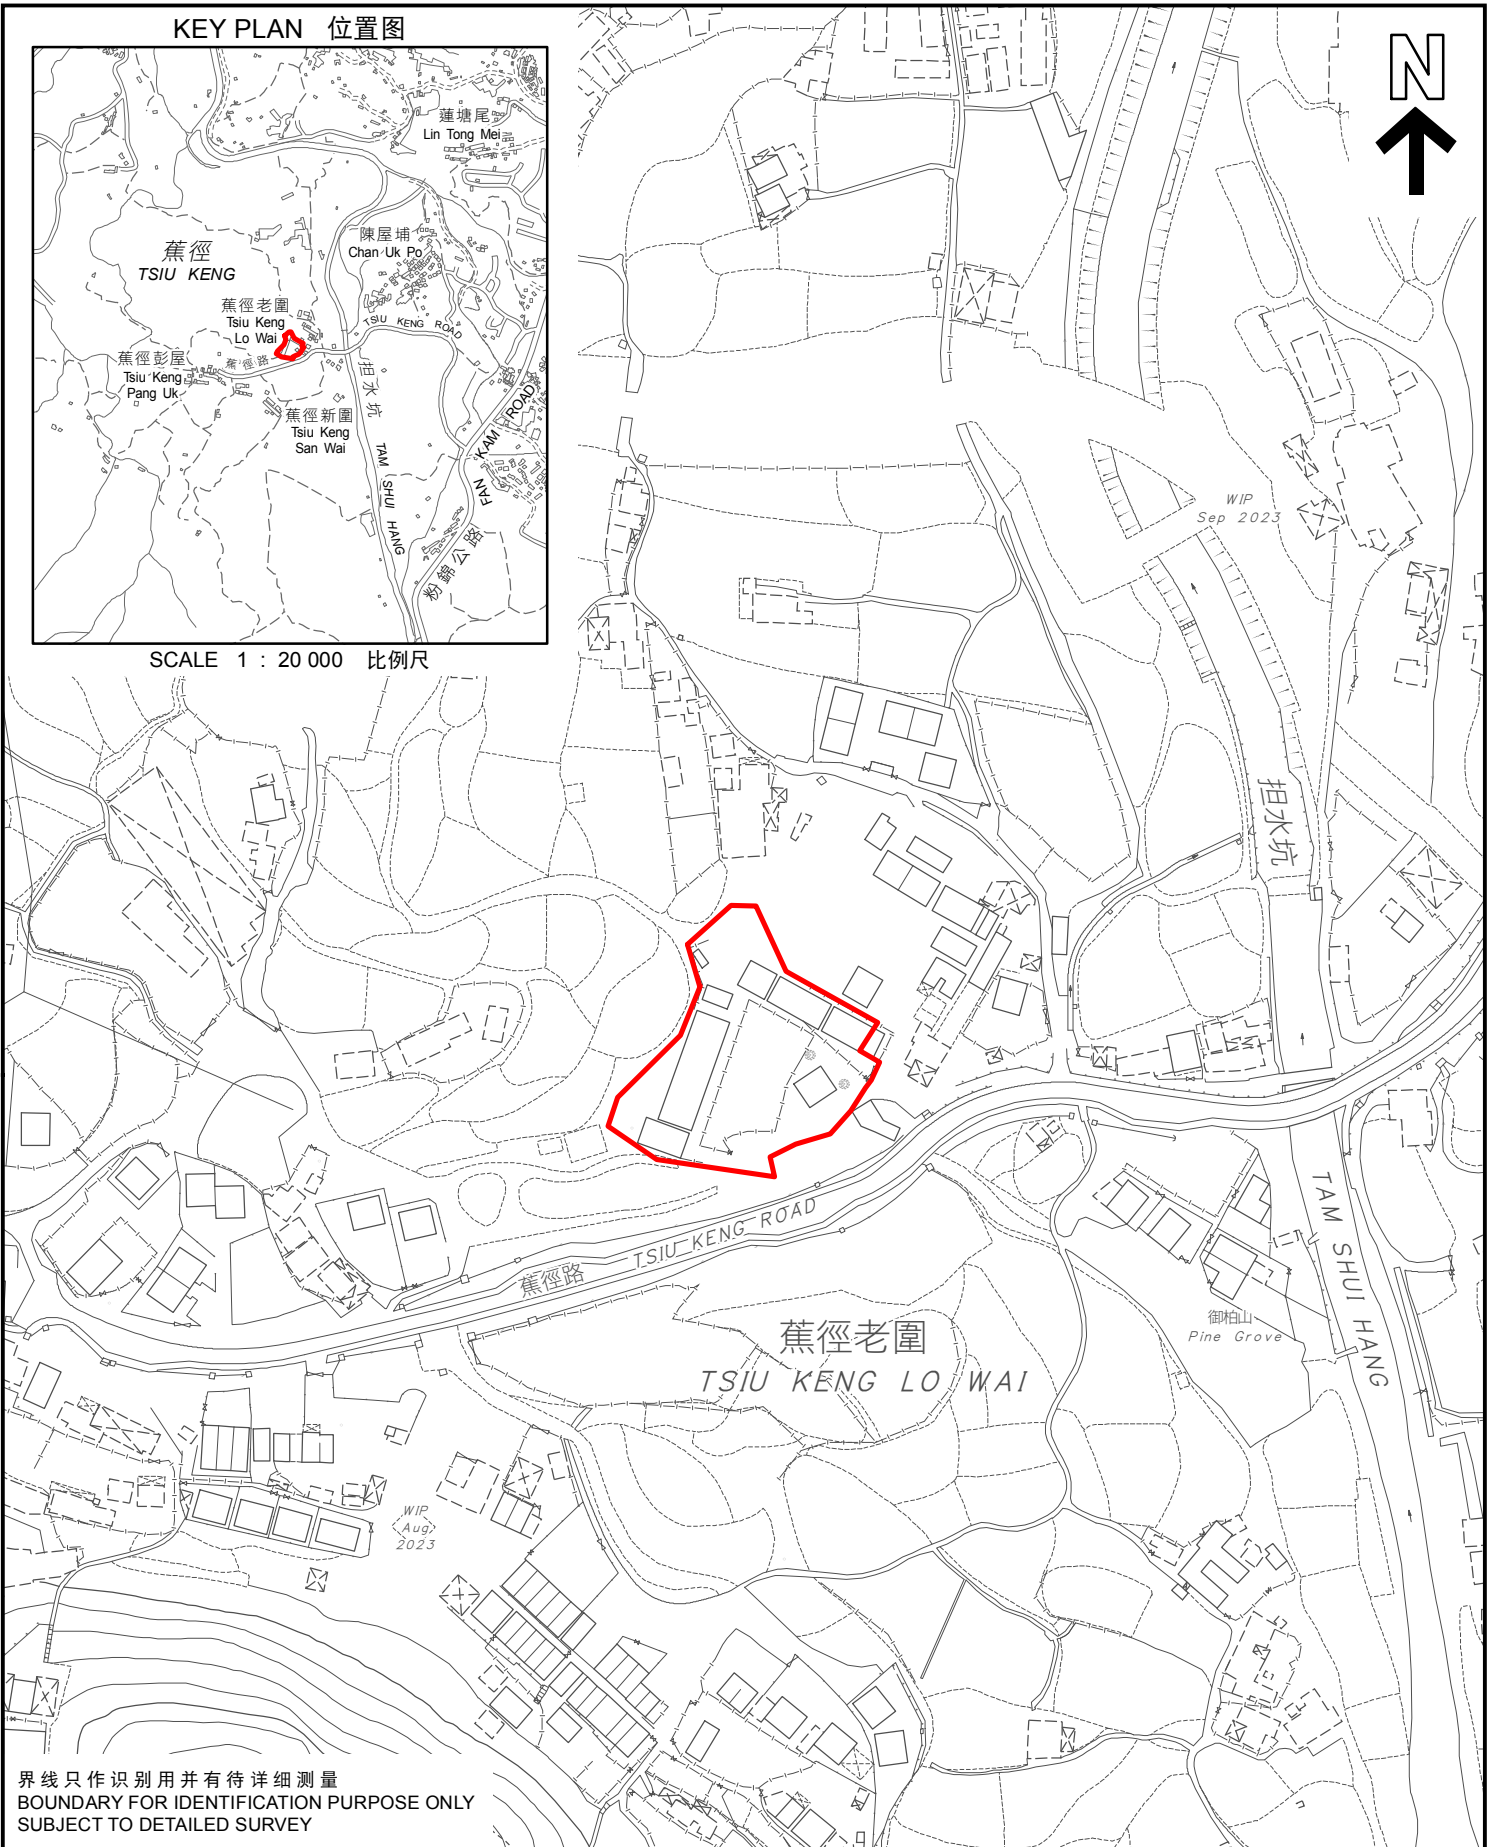 KEY PLAN 位置图
蓮塘尾
Lin Tong Mei
陳屋埔
Chan Uk Po
蕉徑
TSIU KENG
蕉徑老圍
Tsiu Keng
Lo Wai
TSIU KENG ROAD
蕉徑彭屋
Tsiu Keng
Pang Uk
蕉徑路
担水坑
TAM SHUI HANG
蕉徑新圍
Tsiu Keng
San Wai
FAN KAM ROAD
粉錦公路
SCALE 1 : 20 000 比例尺
N
WIP
Sep 2023
担水坑
蕉徑路 TSIU KENG ROAD
TAM SHUI HANG
蕉徑老圍
TSIU KENG LO WAI
御柏山
Pine Grove
WIP
Aug
2023
界线只作识别用并有待详细测量
BOUNDARY FOR IDENTIFICATION PURPOSE ONLY
SUBJECT TO DETAILED SURVEY